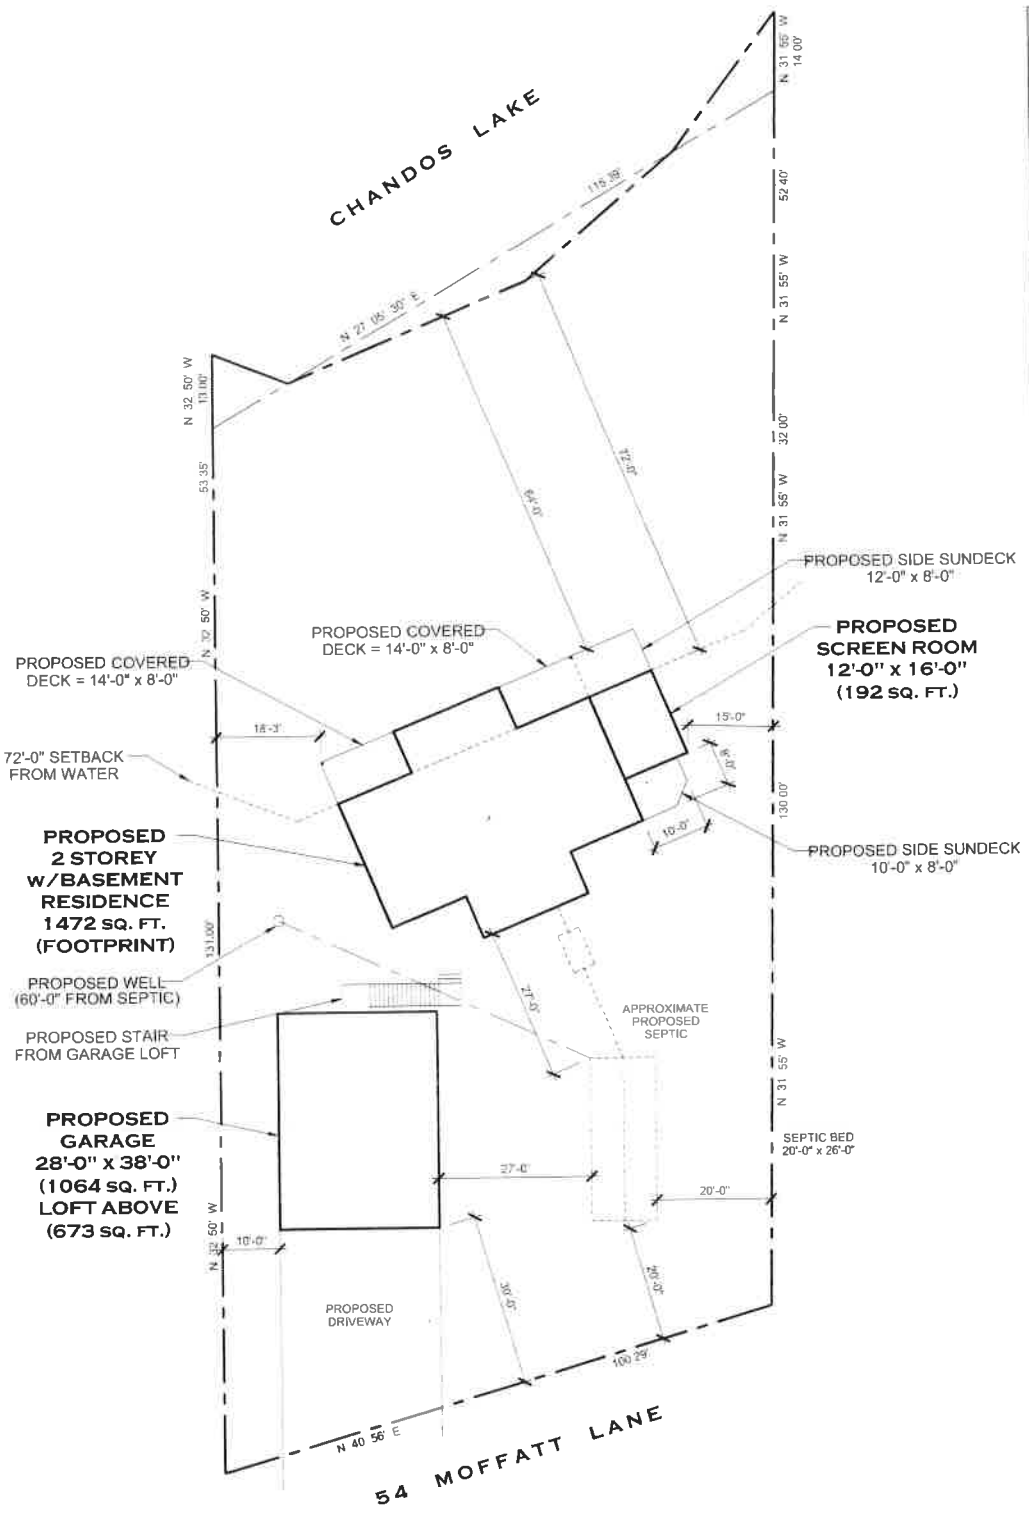 CHANDOS LAKE
N 31 55' W
14 00'
115 39'
52 40'
N 27 05' 30" E
N 31 55' W
N 32 50' W
13.00'
53 35'
72'-0"
64'-0"
32 00'
N 31 55' W
PROPOSED SIDE SUNDECK
12'-0" x 8'-0"
N 32 50' W
PROPOSED COVERED
DECK = 14'-0" x 8'-0"
PROPOSED COVERED
DECK = 14'-0" x 8'-0"
PROPOSED
SCREEN ROOM
12'-0" x 16'-0"
(192 SQ. FT.)
18'-3"
15'-0"
72'-0" SETBACK
FROM WATER
8'-0"
130 00'
10'-0"
PROPOSED
2 STOREY
W/BASEMENT
RESIDENCE
1472 SQ. FT.
(FOOTPRINT)
PROPOSED SIDE SUNDECK
10'-0" x 8'-0"
131.00'
PROPOSED WELL
(60'-0" FROM SEPTIC)
27'-0"
APPROXIMATE
PROPOSED
SEPTIC
PROPOSED STAIR
FROM GARAGE LOFT
N 31 55' W
PROPOSED
GARAGE
28'-0" x 38'-0"
(1064 SQ. FT.)
LOFT ABOVE
(673 SQ. FT.)
SEPTIC BED
20'-0" x 26'-0"
27'-0"
20'-0"
N 32 50' W
10'-0"
30'-0"
20'-0"
PROPOSED
DRIVEWAY
100 29'
N 40 56' E
54 MOFFATT LANE